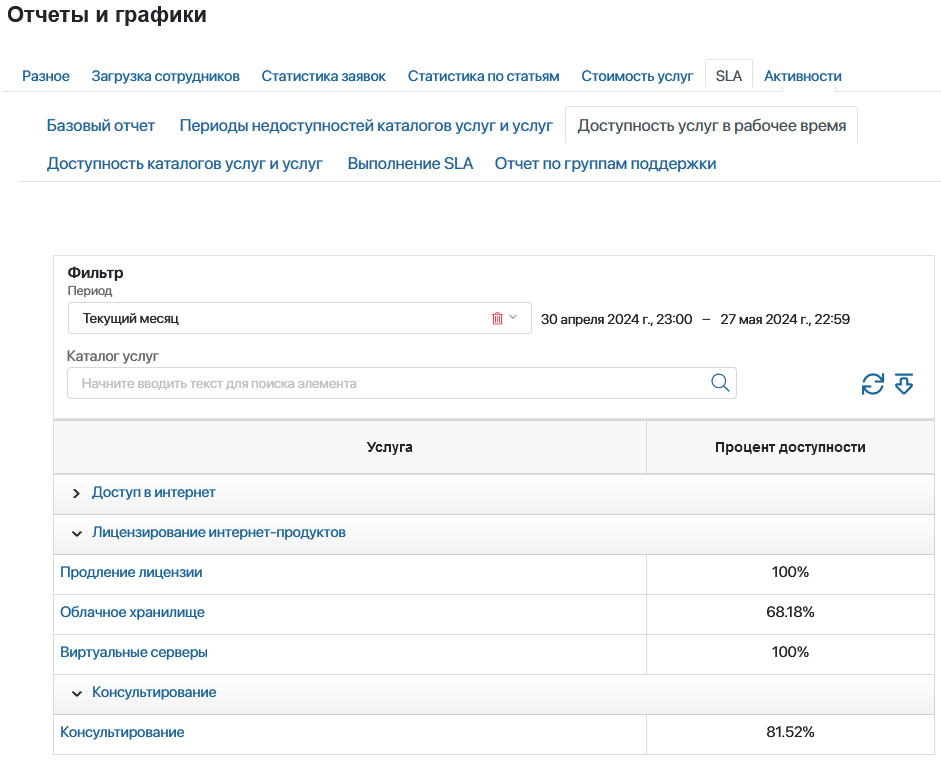 Отчеты и графики
Разное Загрузка сотрудников Статистика заявок Статистика по статьям Стоимость услуг SLA Активности
Базовый отчет Периоды недоступностей каталогов услуг и услуг Доступность услуг в рабочее время
Доступность каталогов услуг и услуг Выполнение SLA Отчет по группам поддержки
Фильтр
Период
Текущий месяц 30 апреля 2024 г., 23:00 – 27 мая 2024 г., 22:59
Каталог услуг
Начните вводить текст для поиска элемента
Услуга Процент доступности
Доступ в интернет
Лицензирование интернет-продуктов
Продление лицензии 100%
Облачное хранилище 68.18%
Виртуальные серверы 100%
Консультирование
Консультирование 81.52%